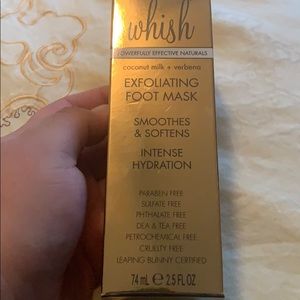 whish
POWERFULLY EFFECTIVE NATURALS
coconut milk + verbena
EXFOLIATING
FOOT MASK
SMOOTHES
& SOFTENS
INTENSE
HYDRATION
PARABEN FREE
SULFATE FREE
PHTHALATE FREE
DEA & TEA FREE
PETROCHEMICAL FREE
CRUELTY FREE
LEAPING BUNNY CERTIFIED
74 mL e 2.5 FL OZ